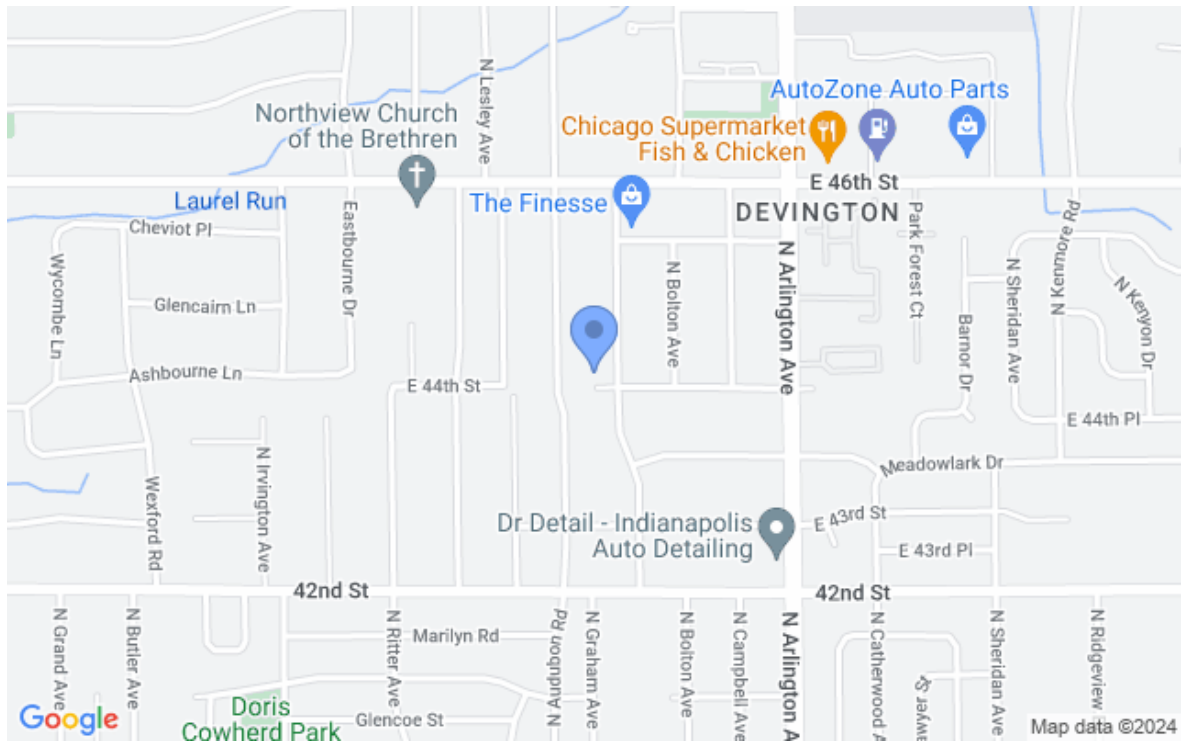 N Lesley Ave
AutoZone Auto Parts
Northview Church
of the Brethren
Chicago Supermarket
Fish & Chicken
E 46th St
Laurel Run
The Finesse
DEVINGTON
Eastbourne Dr
Cheviot Pl
Park Forest Ct
N Kenmore Rd
Wycombe Ln
N Bolton Ave
N Arlington Ave
N Sheridan Ave
N Kenyon Dr
Glencairn Ln
Barnor Dr
Ashbourne Ln
E 44th St
E 44th Pl
N Irvington Ave
Meadowlark Dr
Wexford Rd
Dr Detail - Indianapolis
Auto Detailing
E 43rd St
E 43rd Pl
42nd St
42nd St
N Grand Ave
N Butler Ave
N Ritter Ave
Marilyn Rd
N Audubon Rd
N Graham Ave
N Bolton Ave
N Campbell Ave
N Arlington A
N Catherwood A
N Sheridan Ave
N Ridgeview
Doris
Cowherd Park
Glencoe St
Google
Map data ©2024